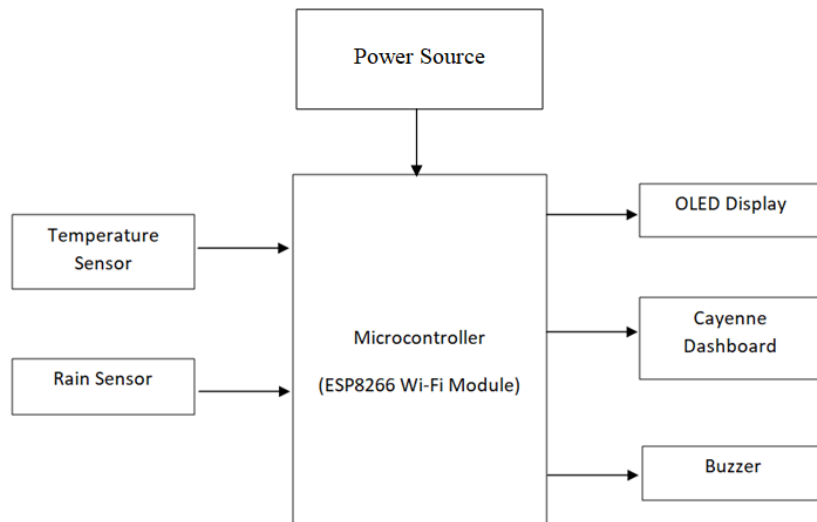 Power Source
OLED Display
Temperature
Sensor
Cayenne
Dashboard
Microcontroller
(ESP8266 Wi-Fi Module)
Rain Sensor
Buzzer